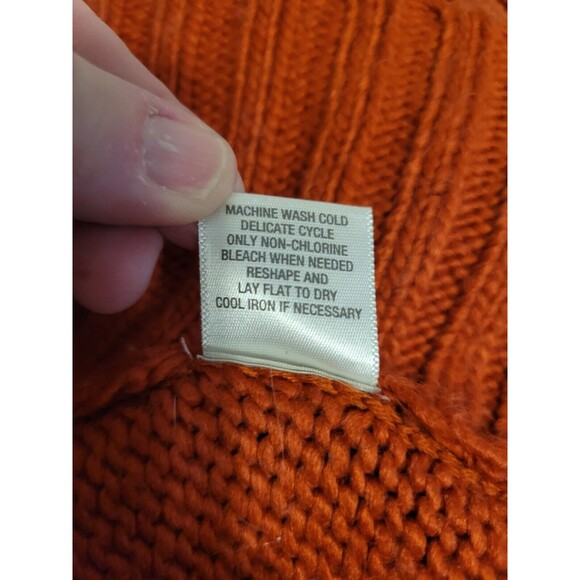 MACHINE WASH COLD
DELICATE CYCLE
ONLY NON-CHLORINE
BLEACH WHEN NEEDED
RESHAPE AND
LAY FLAT TO DRY
COOL IRON IF NECESSARY